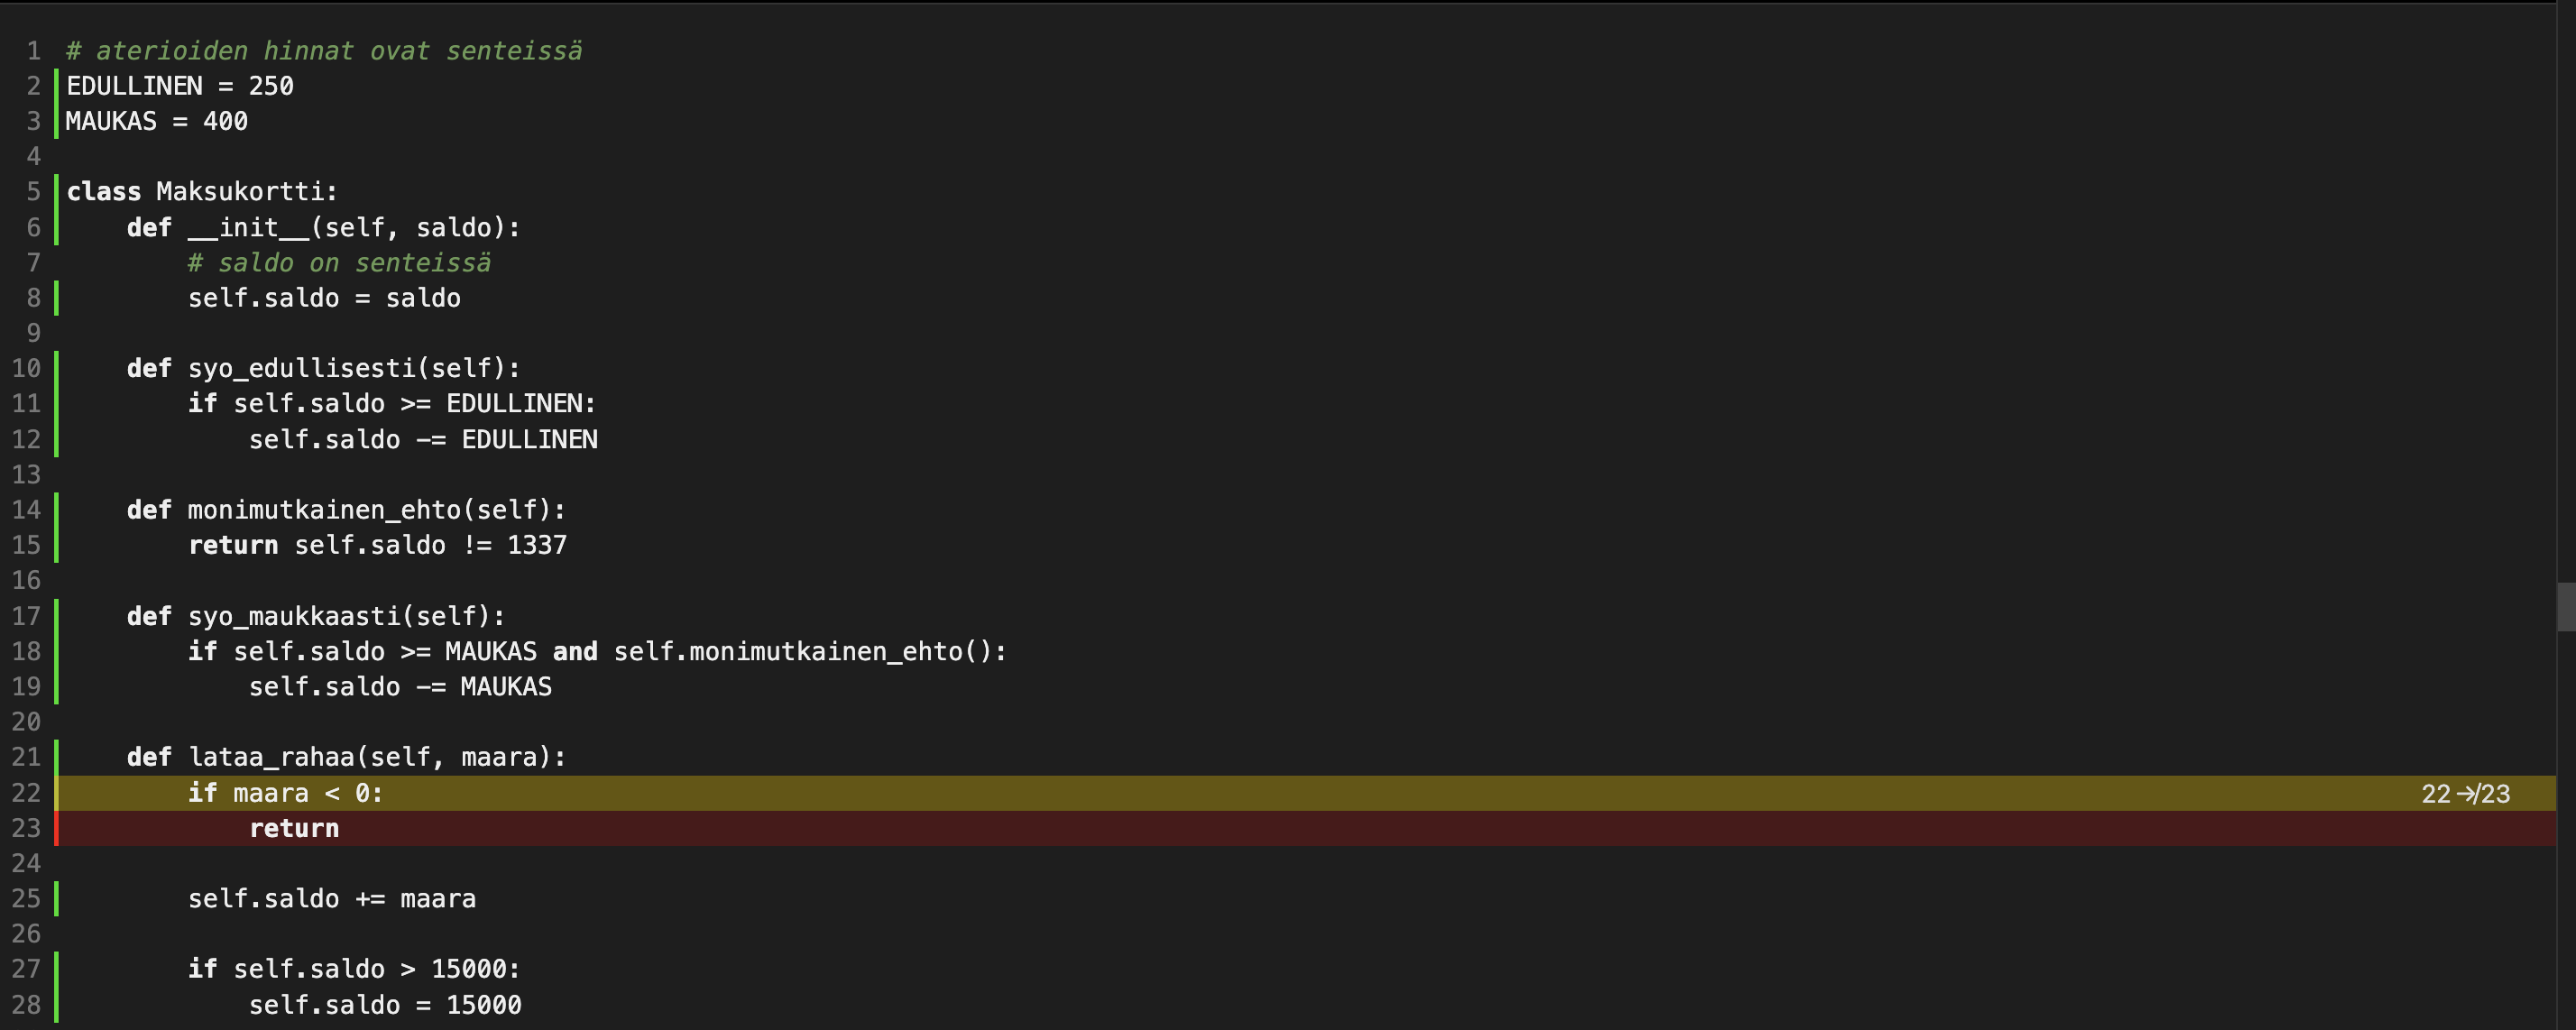 1 # aterioiden hinnat ovat senteissä
2 EDULLINEN = 250
3 MAUKAS = 400
4
5 class Maksukortti:
6     def __init__(self, saldo):
7         # saldo on senteissä
8         self.saldo = saldo
9
10     def syo_edullisesti(self):
11         if self.saldo >= EDULLINEN:
12             self.saldo -= EDULLINEN
13
14     def monimutkainen_ehto(self):
15         return self.saldo != 1337
16
17     def syo_maukkaasti(self):
18         if self.saldo >= MAUKAS and self.monimutkainen_ehto():
19             self.saldo -= MAUKAS
20
21     def lataa_rahaa(self, maara):
22         if maara < 0: 22 ↛ 23
23             return
24
25         self.saldo += maara
26
27         if self.saldo > 15000:
28             self.saldo = 15000